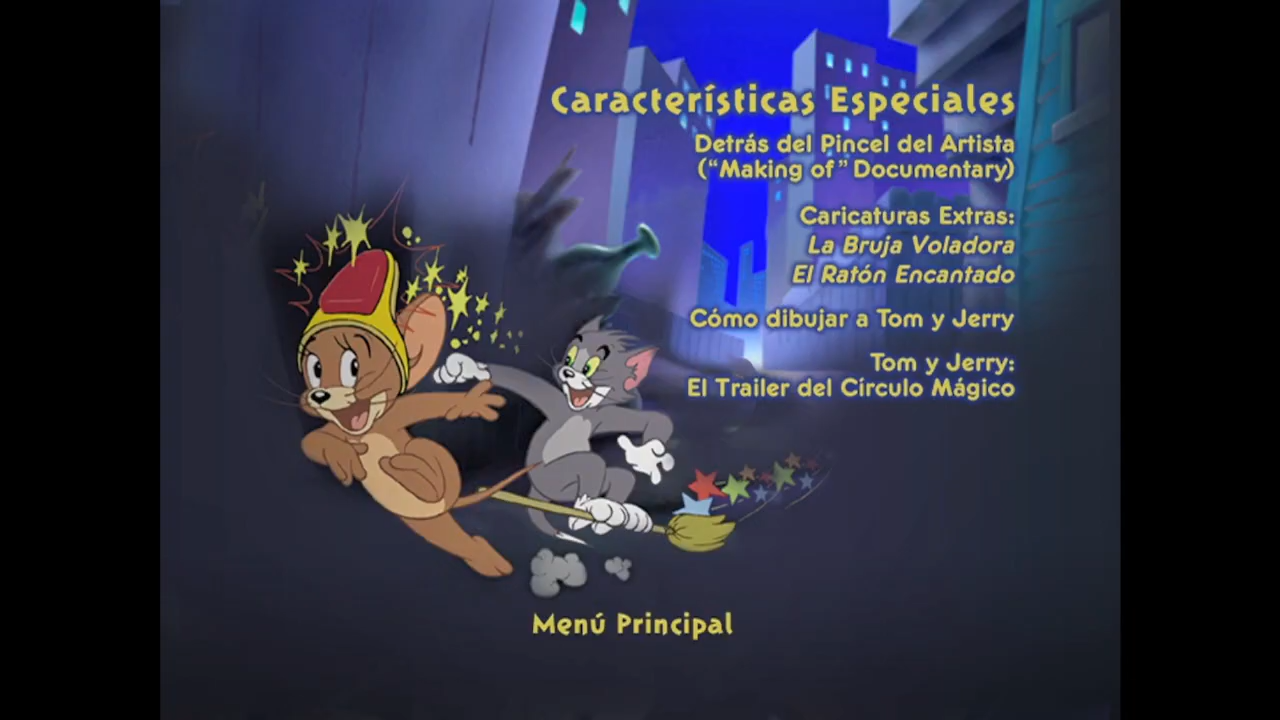 Características Especiales
Detrás del Pincel del Artista
(“Making of” Documentary)
Caricaturas Extras:
La Bruja Voladora
El Ratón Encantado
Cómo dibujar a Tom y Jerry
Tom y Jerry:
El Trailer del Círculo Mágico
Menú Principal